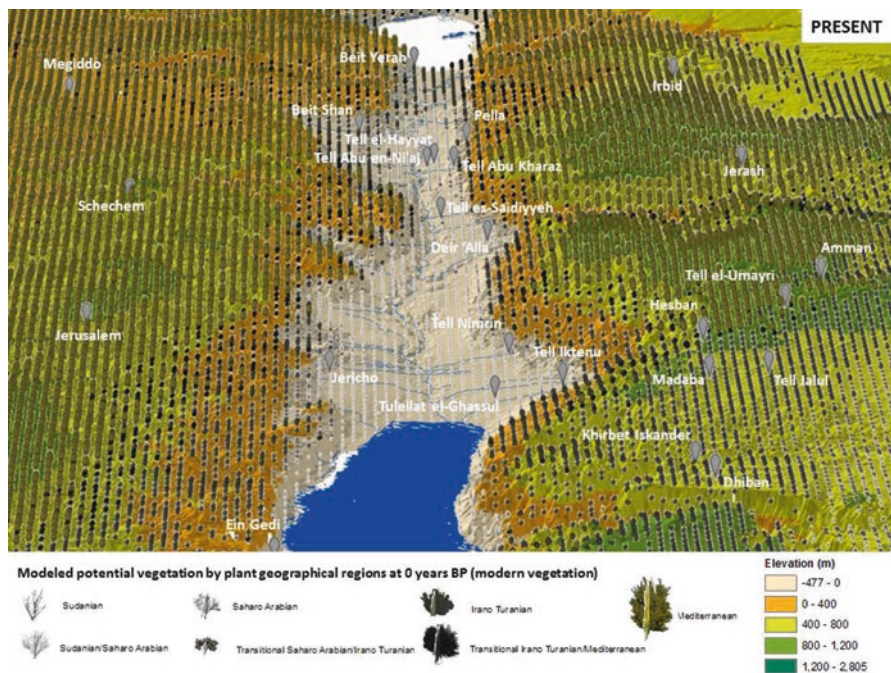 PRESENT
Megiddo
Beit Yerah
Irbid
Beit Shan
Pella
Tell el-Hayyat
Tell Abu en-Ni'aj
Tell Abu Kharaz
Jerash
Schechem
Tell es-Saidiyyeh
Deir 'Alla
Amman
Tell el-Umayri
Hesban
Jerusalem
Tell Nimrin
Jericho
Tell Iktenu
Madaba
Tell Jalul
Tulellat el-Ghassul
Khirbet Iskander
Dhiban
Ein Gedi
Modeled potential vegetation by plant geographical regions at 0 years BP (modern vegetation)
Sudanian
Saharo Arabian
Irano Turanian
Mediterranean
Sudanian/Saharo Arabian
Transitional Saharo Arabian/Irano Turanian
Transitional Irano Turanian/Mediterranean
Elevation (m)
-477 - 0
0 - 400
400 - 800
800 - 1,200
1,200 - 2,805